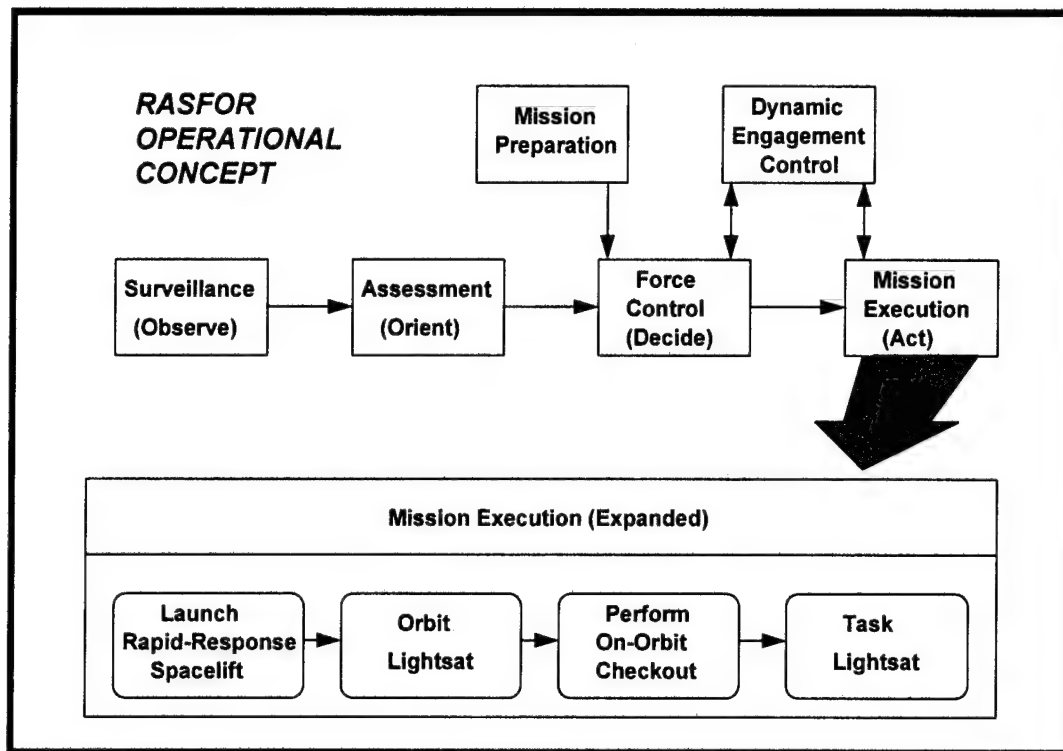 RASFOR
OPERATIONAL
CONCEPT
Mission
Preparation
Dynamic
Engagement
Control
Surveillance
(Observe)
Assessment
(Orient)
Force
Control
(Decide)
Mission
Execution
(Act)
Mission Execution (Expanded)
Launch
Rapid-Response
Spacelift
Orbit
Lightsat
Perform
On-Orbit
Checkout
Task
Lightsat